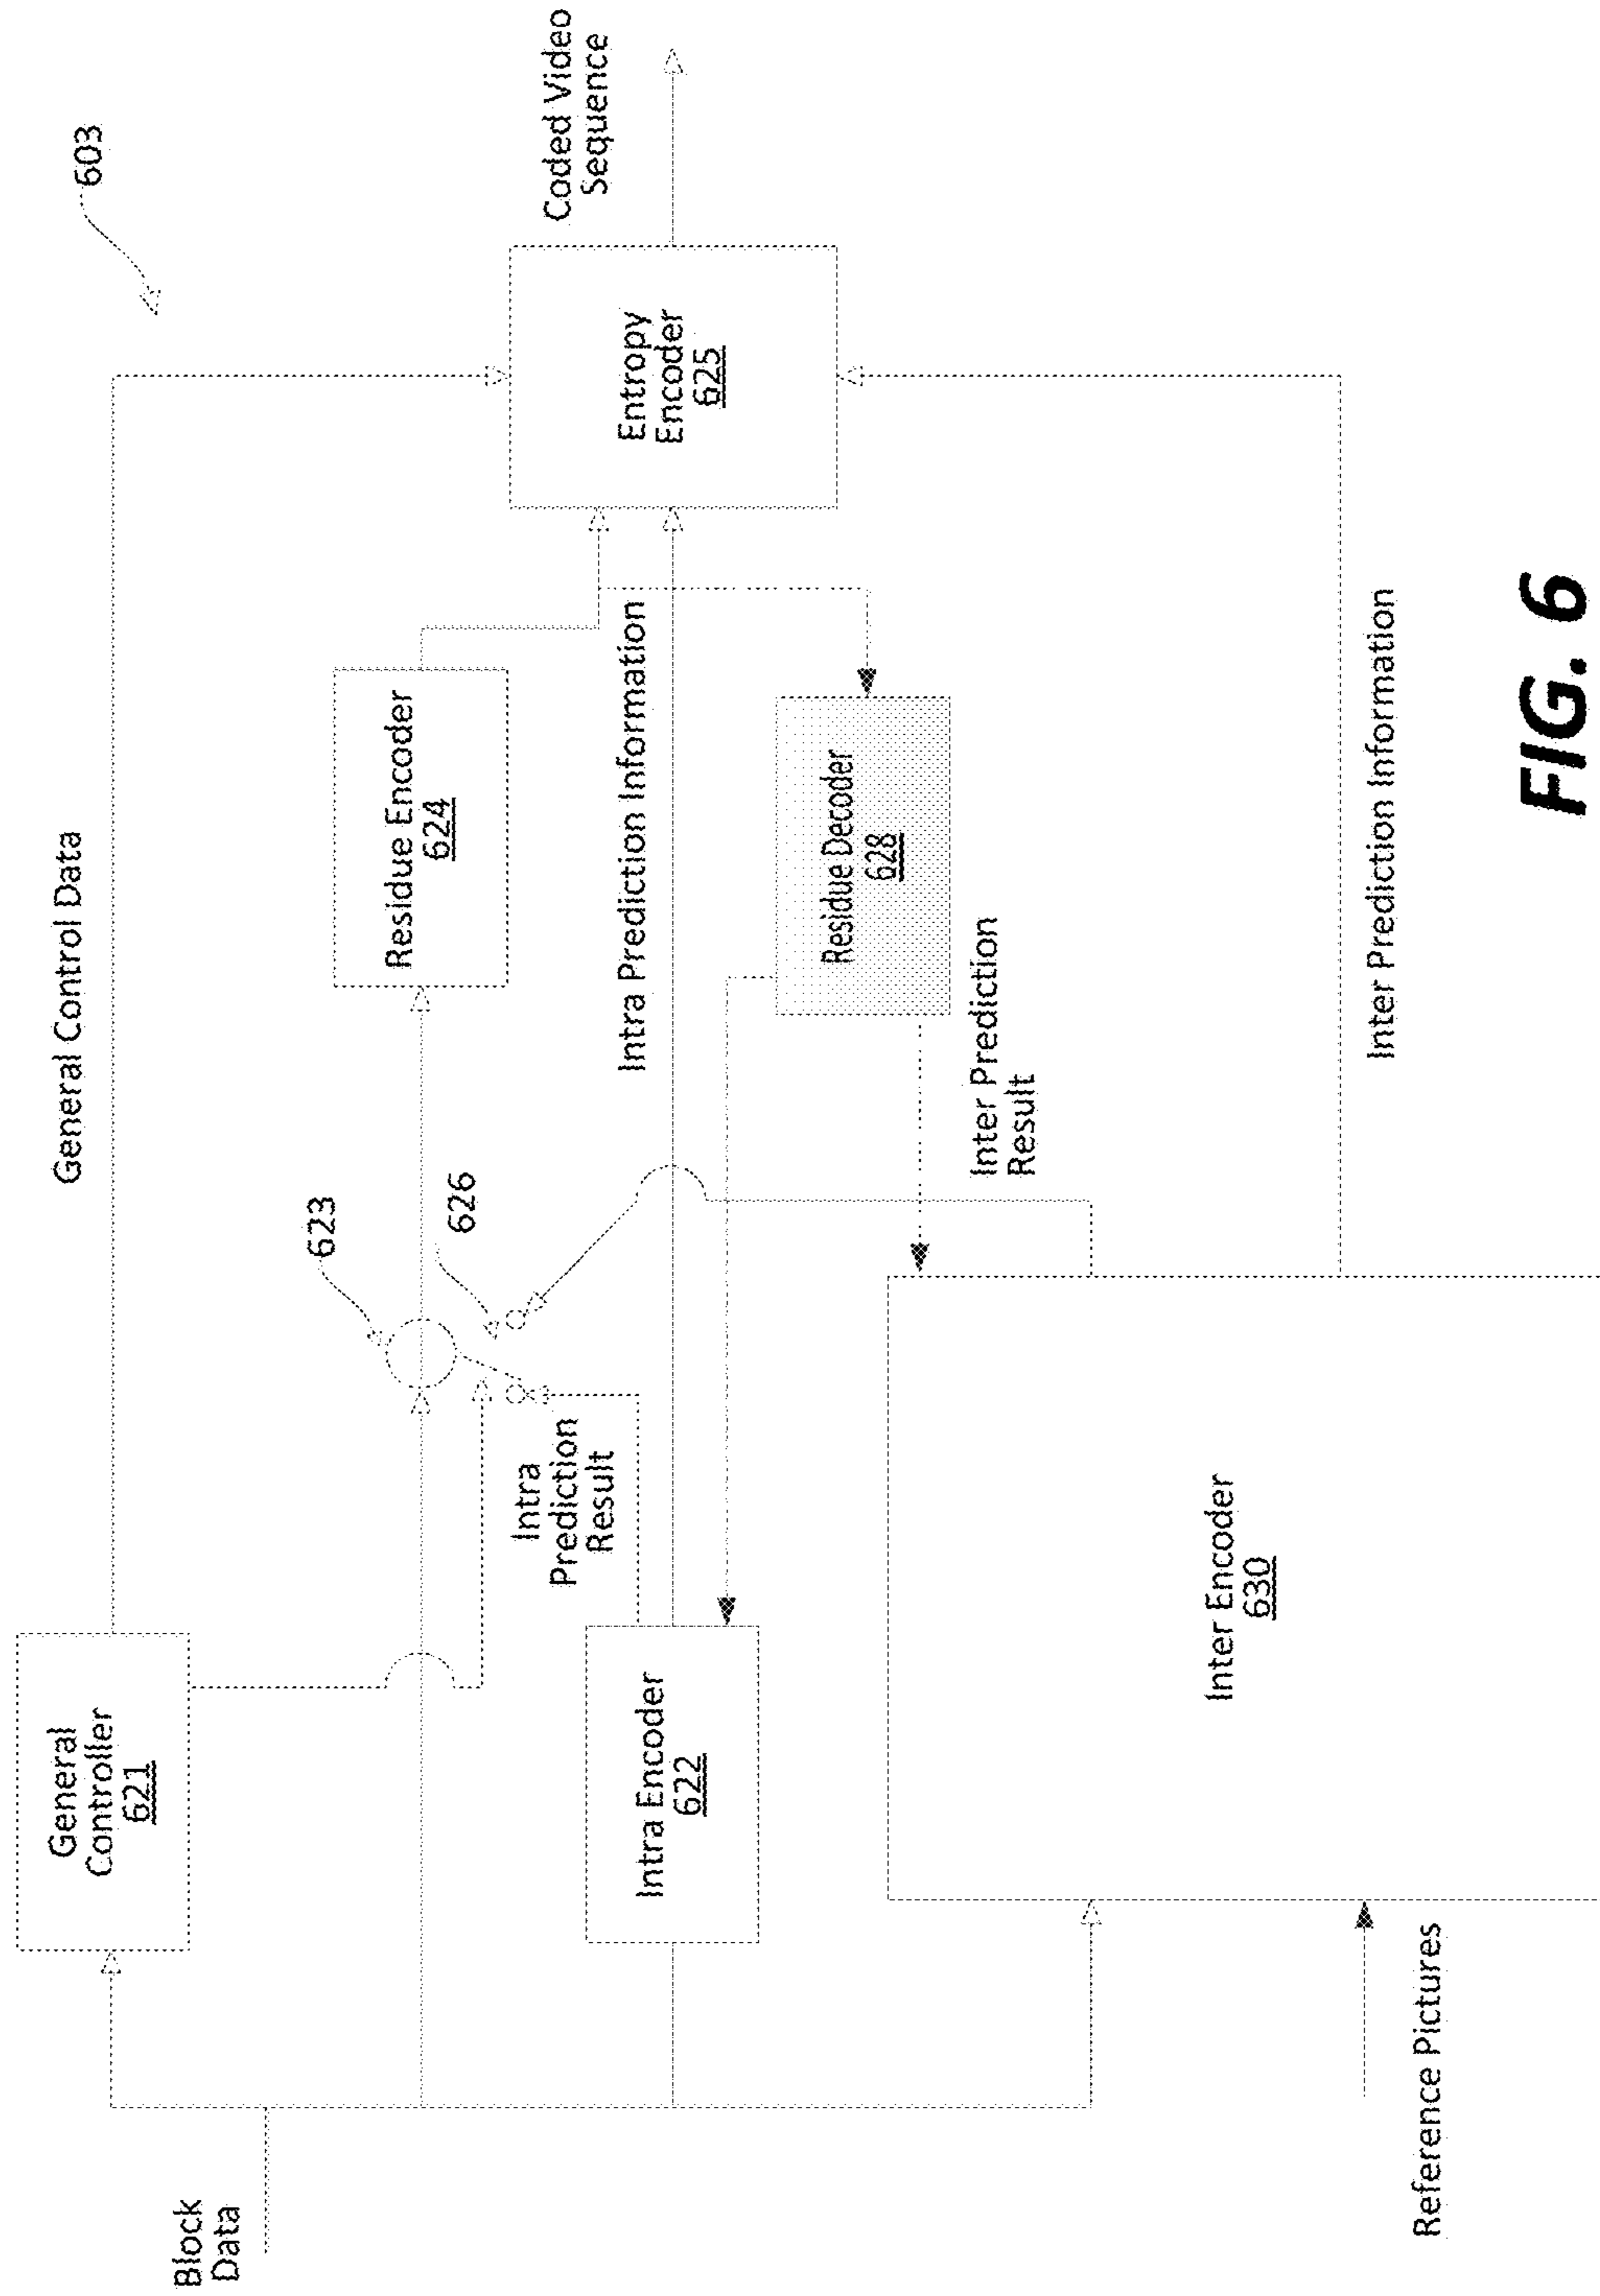 603
General Control Data
General
Controller
621
Block
Data
623
626
Residue Encoder
624
Coded Video
Sequence
Entropy
Encoder
625
Intra
Prediction
Result
Intra Prediction Information
Intra Encoder
622
Residue Decoder
628
Inter Prediction
Result
Inter Encoder
630
Inter Prediction Information
Reference Pictures
FIG. 6